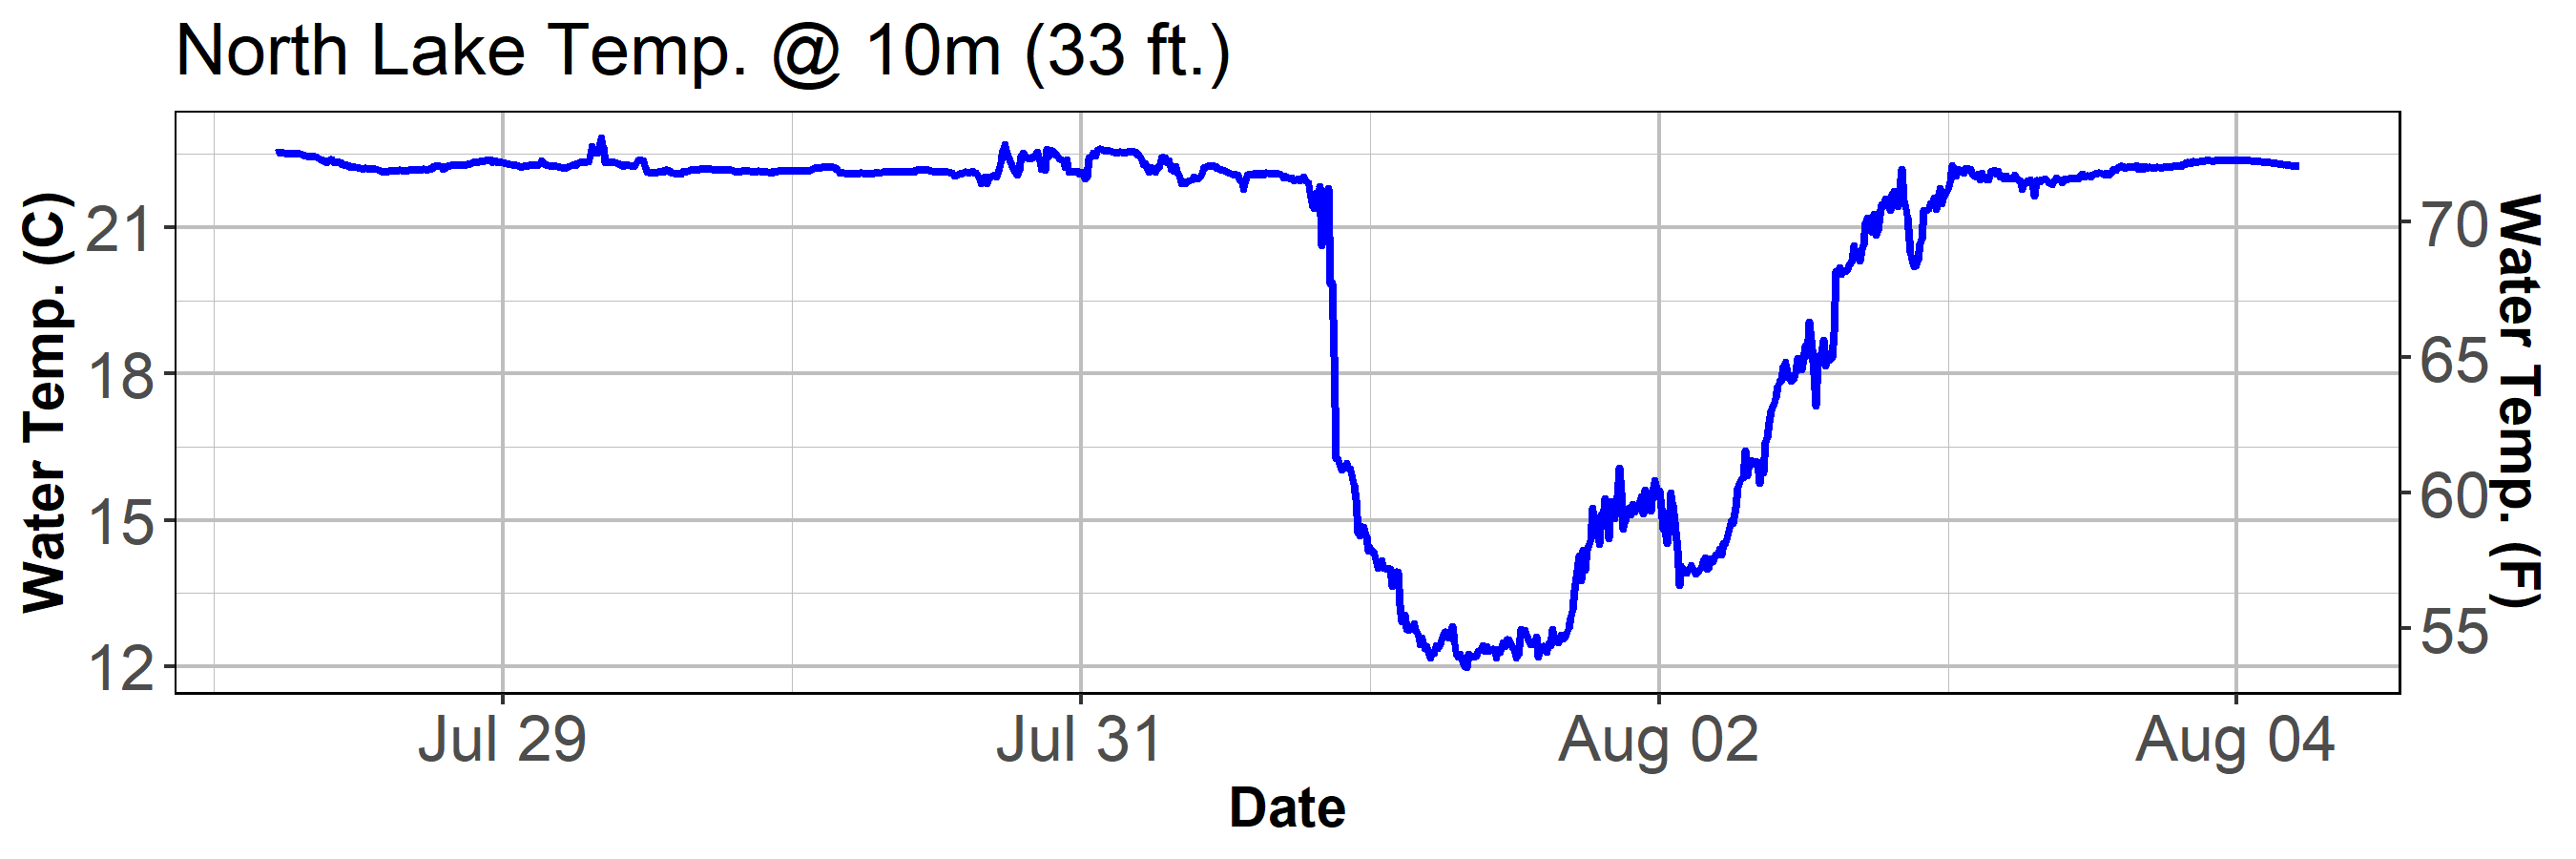 North Lake Temp. @ 10m (33 ft.)
Water Temp. (C)
21
18
15
12
70
65
60
55
Water Temp. (F)
Jul 29
Jul 31
Aug 02
Aug 04
Date